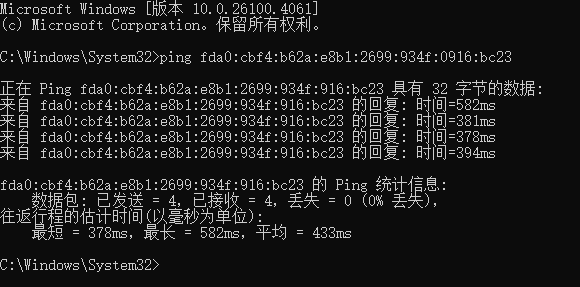 Microsoft Windows [版本 10.0.26100.4061]
(c) Microsoft Corporation。保留所有权利。
C:\Windows\System32>ping fda0:cbf4:b62a:e8b1:2699:934f:0916:bc23
正在 Ping fda0:cbf4:b62a:e8b1:2699:934f:916:bc23 具有 32 字节的数据:
来自 fda0:cbf4:b62a:e8b1:2699:934f:916:bc23 的回复: 时间=582ms
来自 fda0:cbf4:b62a:e8b1:2699:934f:916:bc23 的回复: 时间=381ms
来自 fda0:cbf4:b62a:e8b1:2699:934f:916:bc23 的回复: 时间=378ms
来自 fda0:cbf4:b62a:e8b1:2699:934f:916:bc23 的回复: 时间=394ms
fda0:cbf4:b62a:e8b1:2699:934f:916:bc23 的 Ping 统计信息:
数据包: 已发送 = 4，已接收 = 4，丢失 = 0 (0% 丢失)，
往返行程的估计时间(以毫秒为单位):
最短 = 378ms，最长 = 582ms，平均 = 433ms
C:\Windows\System32>